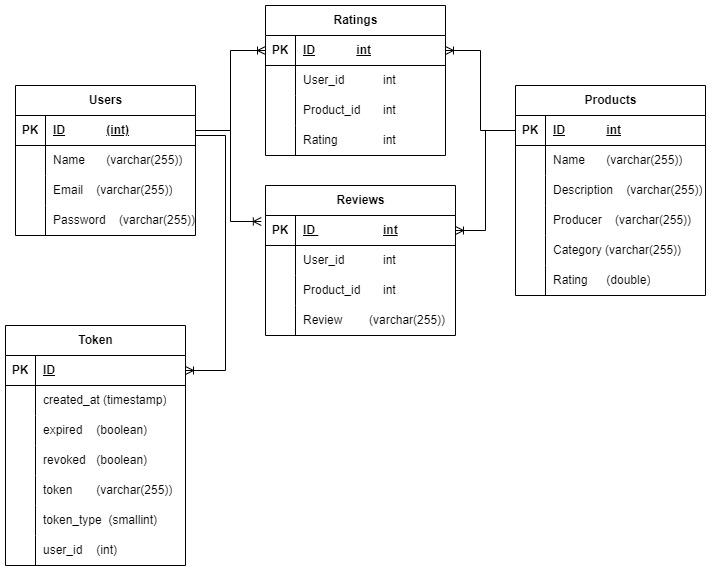 Ratings
PK ID int
User_id int
Product_id int
Rating int
Users
PK ID (int)
Name (varchar(255))
Email (varchar(255))
Password (varchar(255))
Products
PK ID int
Name (varchar(255))
Description (varchar(255))
Producer (varchar(255))
Category (varchar(255))
Rating (double)
Reviews
PK ID int
User_id int
Product_id int
Review (varchar(255))
Token
PK ID
created_at (timestamp)
expired (boolean)
revoked (boolean)
token (varchar(255))
token_type (smallint)
user_id (int)